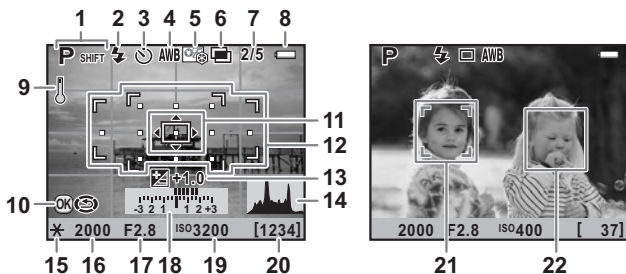 1 2 3 4 5 6 7 8
P SHIFT AWB 2/5
9
11
12
13
+1.0
10 OK
14
-3 2 1 1 2 +3
2000 F2.8 ISO3200 [1234]
15 16 17 18 19 20
P AWB
2000 F2.8 ISO400 [ 37]
21 22